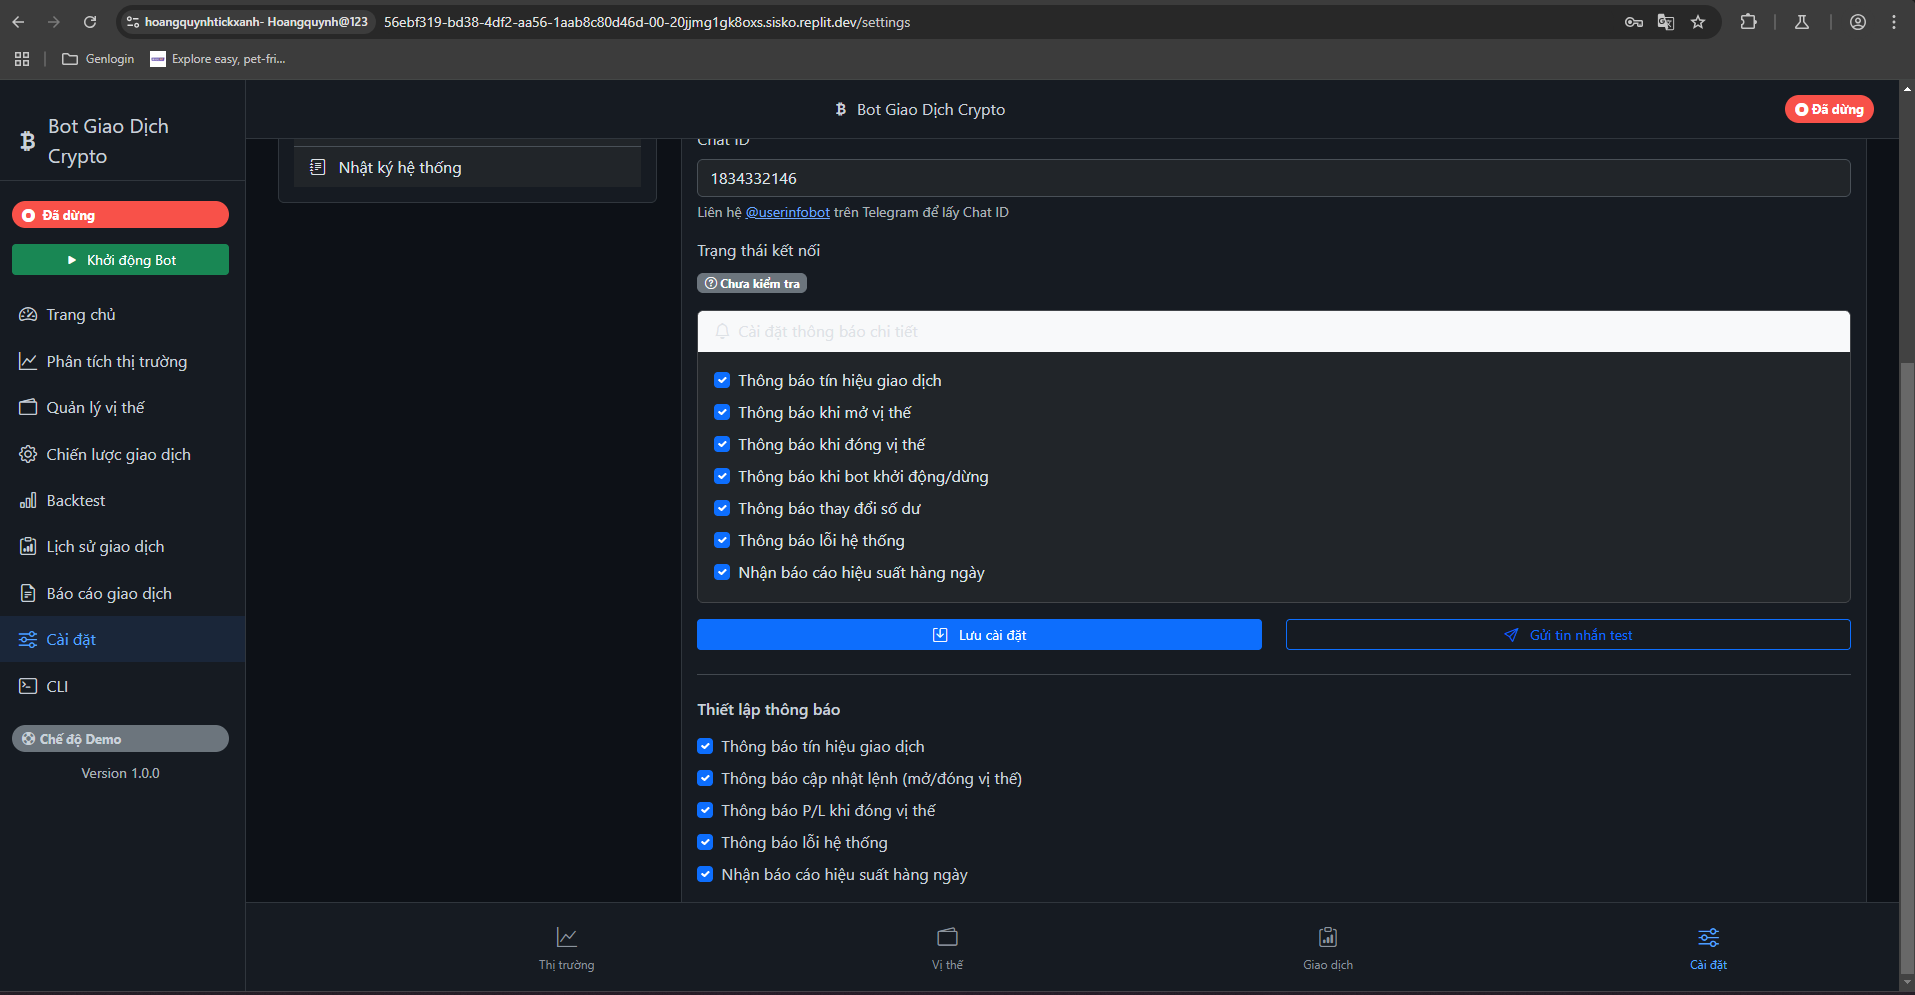 hoangquynhtickxanh- Hoangquynh@123
56ebf319-bd38-4df2-aa56-1aab8c80d46d-00-20jjmg1gk8oxs.sisko.replit.dev/settings
Genlogin
Explore easy, pet-fri...
Bot Giao Dịch Crypto
Đã dừng
Bot Giao Dịch
Crypto
Đã dừng
Khởi động Bot
Trang chủ
Phân tích thị trường
Quản lý vị thế
Chiến lược giao dịch
Backtest
Lịch sử giao dịch
Báo cáo giao dịch
Cài đặt
CLI
Chế độ Demo
Version 1.0.0
Nhật ký hệ thống
Chat ID
1834332146
Liên hệ @userinfobot trên Telegram để lấy Chat ID
Trạng thái kết nối
Chưa kiểm tra
Cài đặt thông báo chi tiết
Thông báo tín hiệu giao dịch
Thông báo khi mở vị thế
Thông báo khi đóng vị thế
Thông báo khi bot khởi động/dừng
Thông báo thay đổi số dư
Thông báo lỗi hệ thống
Nhận báo cáo hiệu suất hàng ngày
Lưu cài đặt
Gửi tin nhắn test
Thiết lập thông báo
Thông báo tín hiệu giao dịch
Thông báo cập nhật lệnh (mở/đóng vị thế)
Thông báo P/L khi đóng vị thế
Thông báo lỗi hệ thống
Nhận báo cáo hiệu suất hàng ngày
Thị trường
Vị thế
Giao dịch
Cài đặt